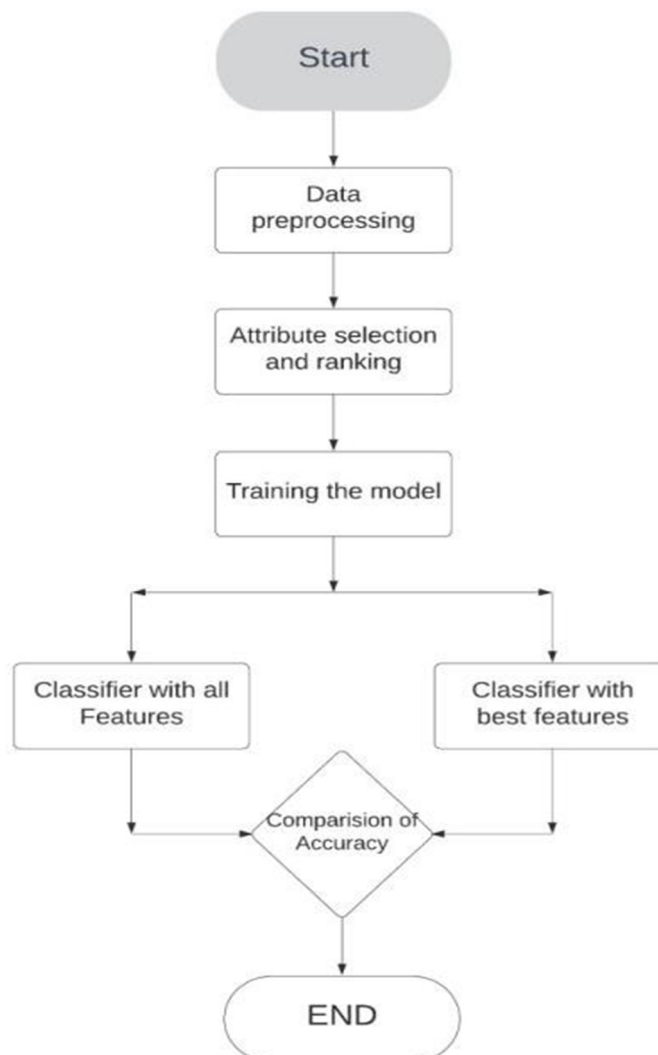 Start
Data
preprocessing
Attribute selection
and ranking
Training the model
Classifier with all
Features
Classifier with
best features
Comparision of
Accuracy
END